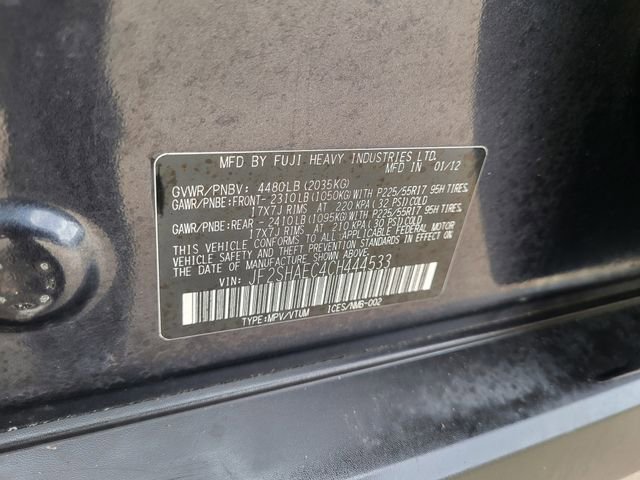 MFD BY FUJI HEAVY INDUSTRIES LTD.
MFD IN 01/12
GVWR/PNBV: 4480LB(2035KG)
GAWR/PNBE:FRONT- 2310LB(1050KG)WITH P225/55R17 95H TIRES,
17X7J RIMS AT 220 KPA(32 PSI)COLD
GAWR/PNBE:REAR - 2410LB(1095KG)WITH P225/55R17 95H TIRES,
17X7J RIMS AT 210 KPA(30 PSI)COLD
THIS VEHICLE CONFORMS TO ALL APPLICABLE FEDERAL MOTOR
VEHICLE SAFETY AND THEFT PREVENTION STANDARDS IN EFFECT ON
THE DATE OF MANUFACTURE SHOWN ABOVE.
VIN: JF2SHAEC4CH444533
TYPE:MPV/VTUM ICES/NMB-002